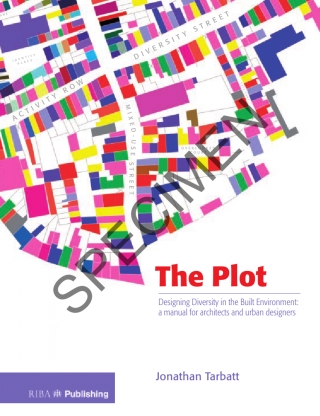 DIVERSITY STREET
ACTIVITY ROW
MIXED-USE STREET
SPECIMEN
The Plot
Designing Diversity in the Built Environment:
a manual for architects and urban designers
Jonathan Tarbatt
RIBA Publishing